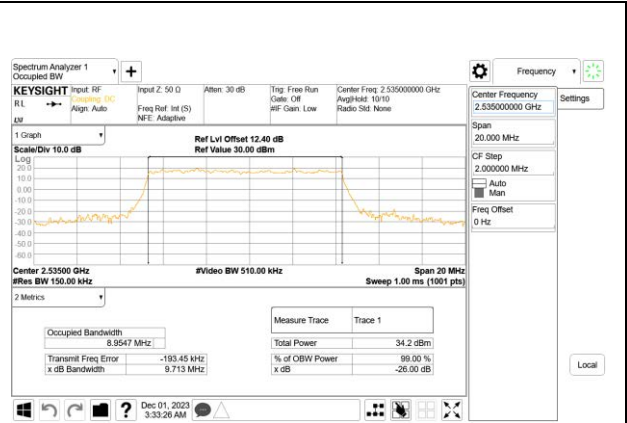 Spectrum Analyzer 1
Occupied BW
Frequency
KEYSIGHT
Input: RF
Input Z: 50 Ω
Atten: 30 dB
Trig: Free Run
Center Freq: 2.535000000 GHz
RL
Coupling: DC
Gate: Off
Avg|Hold: 10/10
Align: Auto
Freq Ref: Int (S)
#IF Gain: Low
Radio Std: None
NFE: Adaptive
Center Frequency
2.535000000 GHz
Settings
Span
20.000 MHz
CF Step
2.000000 MHz
Auto
Man
Freq Offset
0 Hz
1 Graph
Ref Lvl Offset 12.40 dB
Scale/Div 10.0 dB
Ref Value 30.00 dBm
Log
20.0
10.0
0.00
-10.0
-20.0
-30.0
-40.0
-50.0
-60.0
Center 2.53500 GHz
#Video BW 510.00 kHz
Span 20 MHz
#Res BW 150.00 kHz
Sweep 1.00 ms (1001 pts)
2 Metrics
Measure Trace
Trace 1
Occupied Bandwidth
8.9547 MHz
Total Power
34.2 dBm
Transmit Freq Error
-193.45 kHz
% of OBW Power
99.00 %
x dB Bandwidth
9.713 MHz
x dB
-26.00 dB
Local
?
Dec 01, 2023
3:33:26 AM